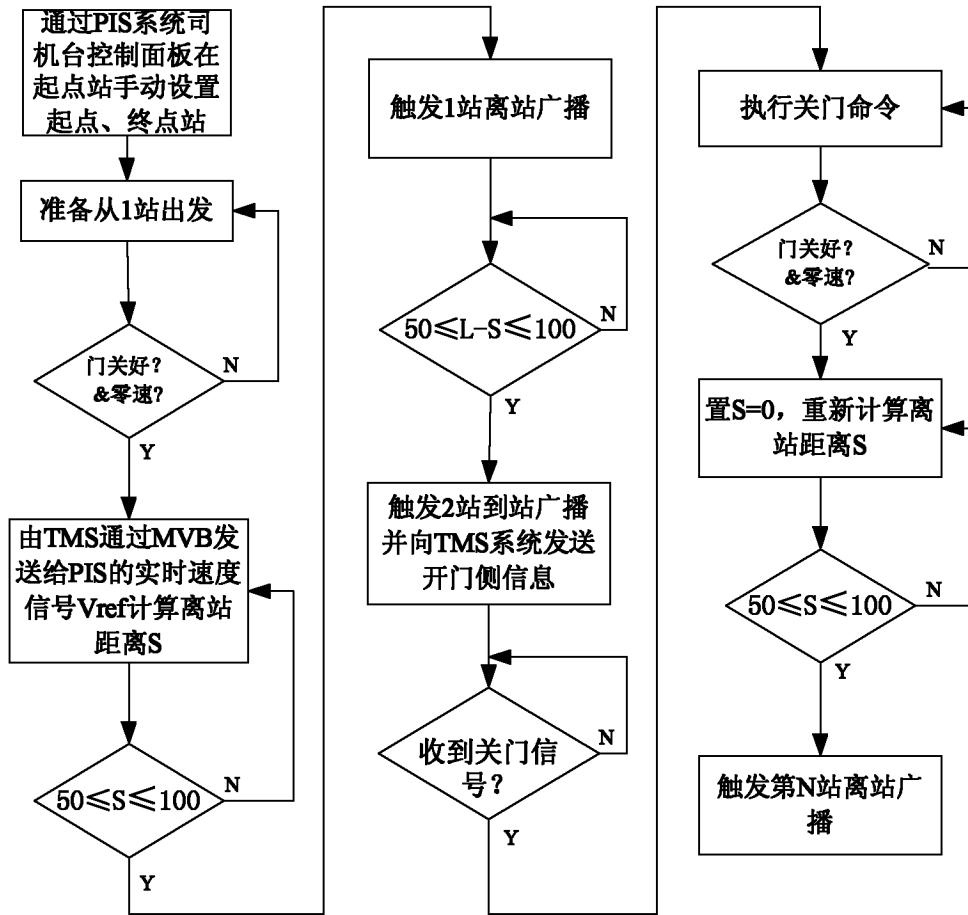 通过PIS系统司
机台控制面板在
起点站手动设置
起点、终点站
准备从1站出发
门关好？
&零速？
N
Y
由TMS通过MVB发
送给PIS的实时速度
信号Vref计算离站
距离S
50≤S≤100
N
Y
触发1站离站广播
50≤L-S≤100
N
Y
触发2站到站广播
并向TMS系统发送
开门侧信息
收到关门信
号？
N
Y
执行关门命令
门关好？
&零速？
N
Y
置S=0，重新计算离
站距离S
50≤S≤100
N
Y
触发第N站离站广
播